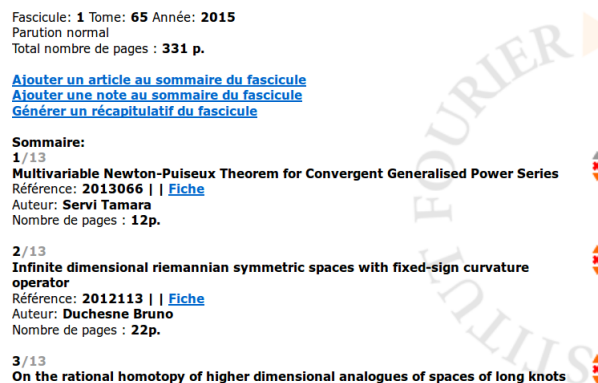 Fascicule: 1 Tome: 65 Année: 2015
Parution normal
Total nombre de pages : 331 p.
Ajouter un article au sommaire du fascicule
Ajouter une note au sommaire du fascicule
Générer un récapitulatif du fascicule
Sommaire:
1/13
Multivariable Newton-Puiseux Theorem for Convergent Generalised Power Series
Référence: 2013066 | | Fiche
Auteur: Servi Tamara
Nombre de pages : 12p.
2/13
Infinite dimensional riemannian symmetric spaces with fixed-sign curvature
operator
Référence: 2012113 | | Fiche
Auteur: Duchesne Bruno
Nombre de pages : 22p.
3/13
On the rational homotopy of higher dimensional analogues of spaces of long knots
STITUT FOURIER